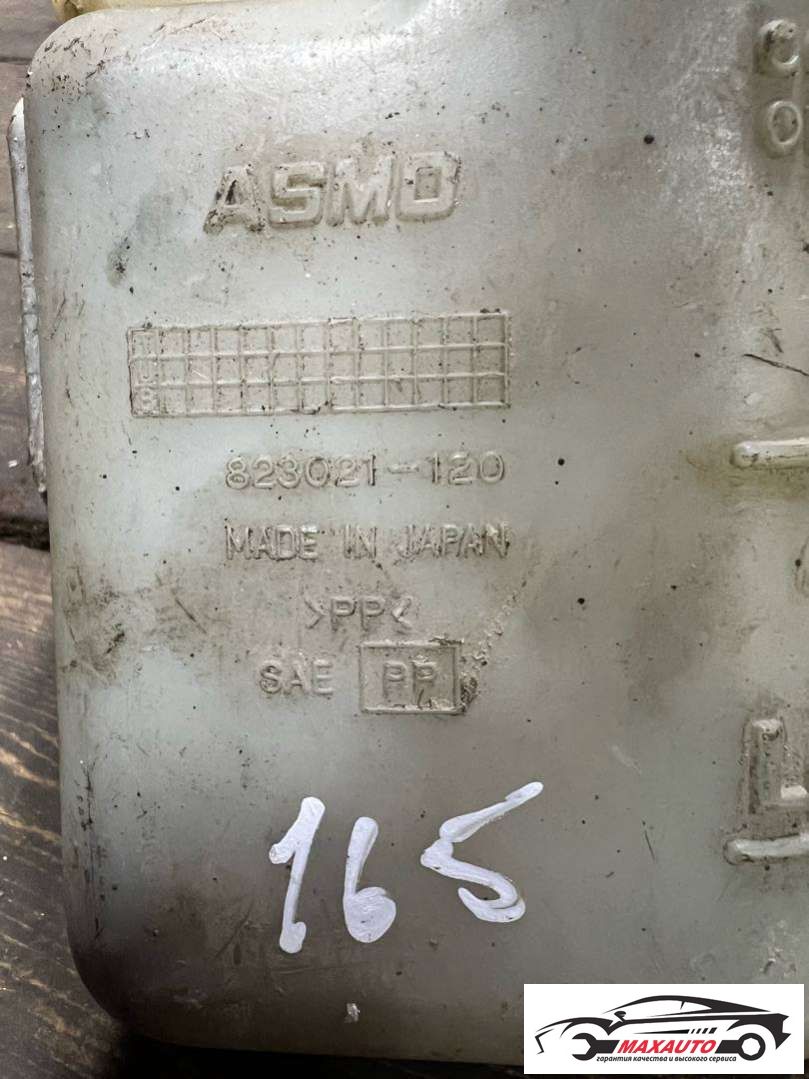 ASMO
823021-120
MADE IN JAPAN
>PP<
SAE PP
165
MAXAUTO
гарантия качества и высокого сервиса